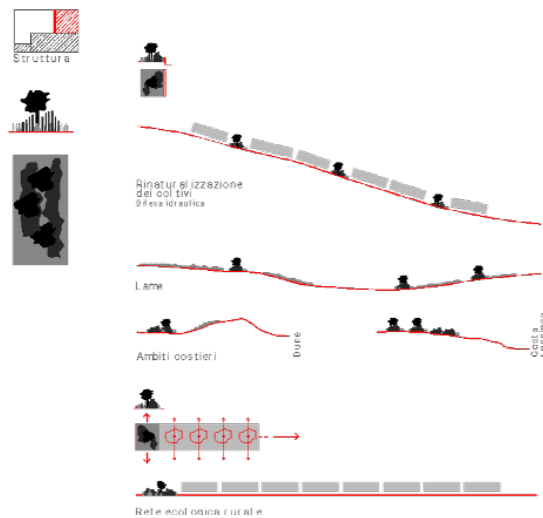 Struttura
Rinaturalizzazione
dei coltivi
Difesa idraulica
Lame
Dune
Ambiti costieri
Rete ecologica rurale